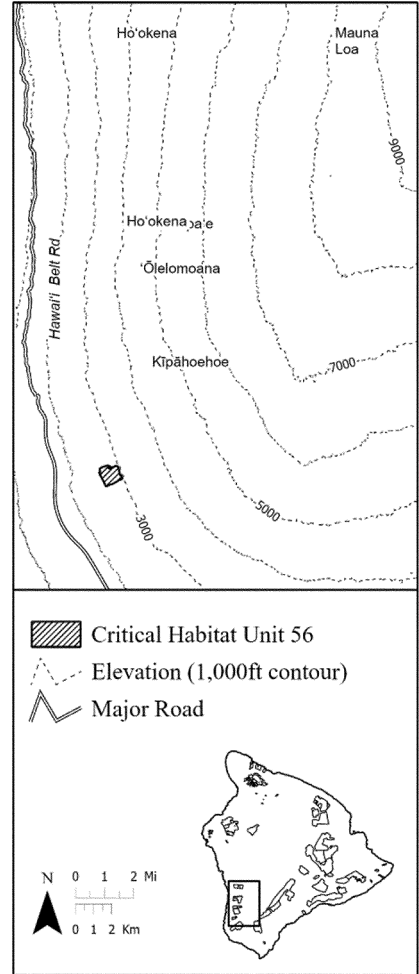 Ho'okena
Mauna
Loa
9000
Ho'okena
'Ōlelomoana
Hawai'i Belt Rd
Kīpāhoehoe
7000
5000
3000
Critical Habitat Unit 56
Elevation (1,000ft contour)
Major Road
N
0 1 2 Mi
0 1 2 Km